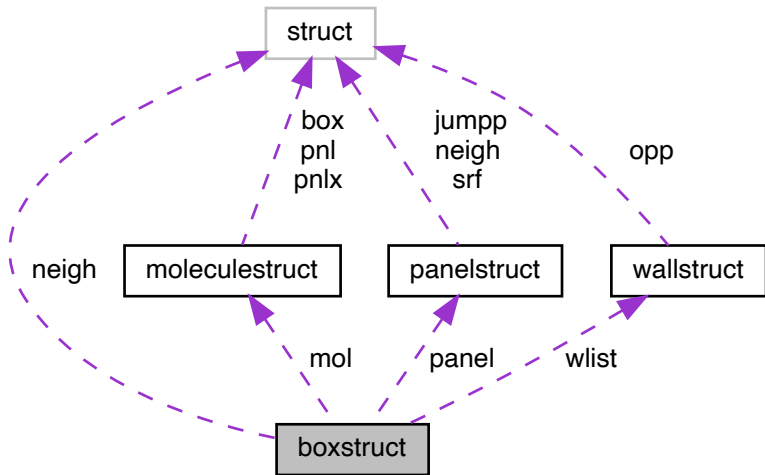 struct
box
pnl
pnlx
jumpp
neigh
srf
opp
neigh
moleculestruct
panelstruct
wallstruct
mol
panel
wlist
boxstruct